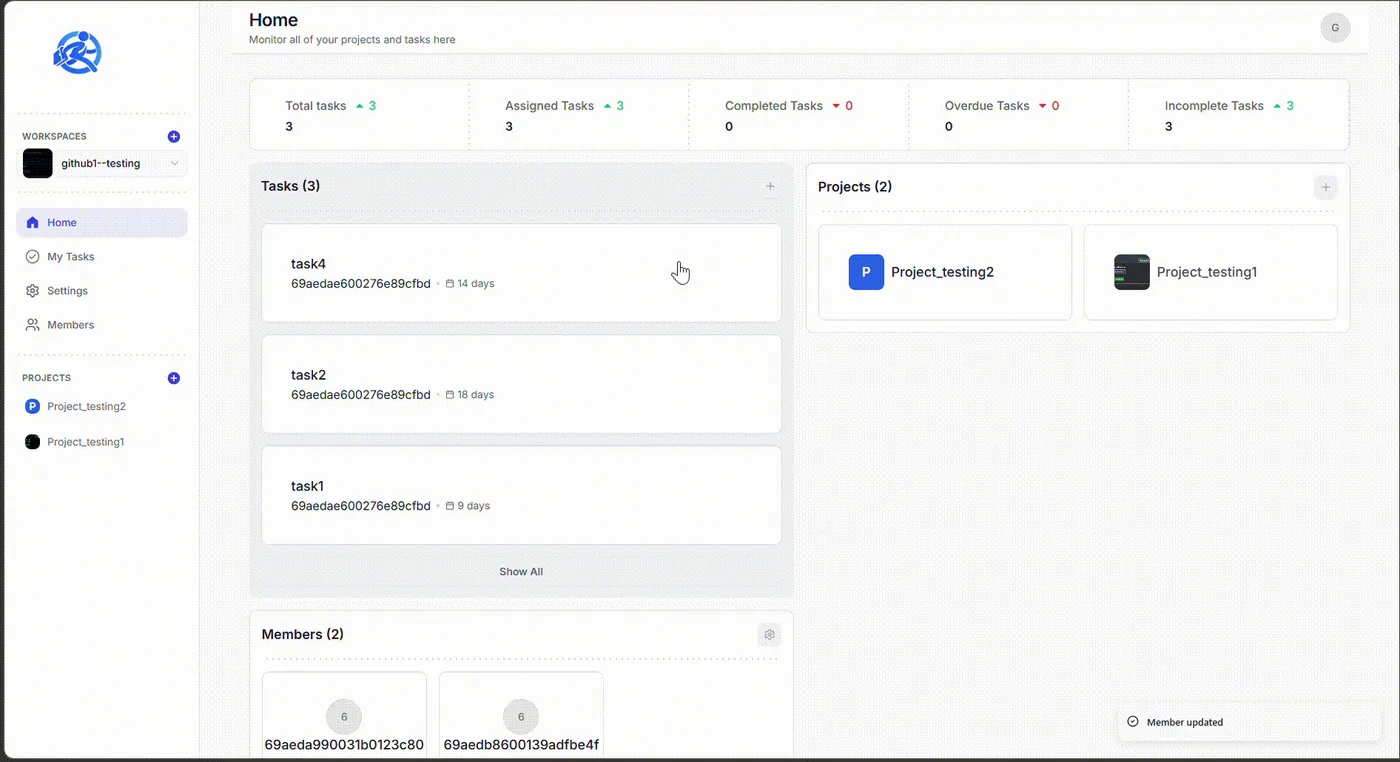 Home
Monitor all of your projects and tasks here
G
WORKSPACES
github1--testing
Home
My Tasks
Settings
Members
PROJECTS
P Project_testing2
Project_testing1
Total tasks 3
3
Assigned Tasks 3
3
Completed Tasks 0
0
Overdue Tasks 0
0
Incomplete Tasks 3
3
Tasks (3)
task4
69aedae600276e89cfbd • 14 days
task2
69aedae600276e89cfbd • 18 days
task1
69aedae600276e89cfbd • 9 days
Show All
Projects (2)
P Project_testing2
Project_testing1
Members (2)
6
69aeda990031b0123c80
6
69aedb8600139adfbe4f
Member updated